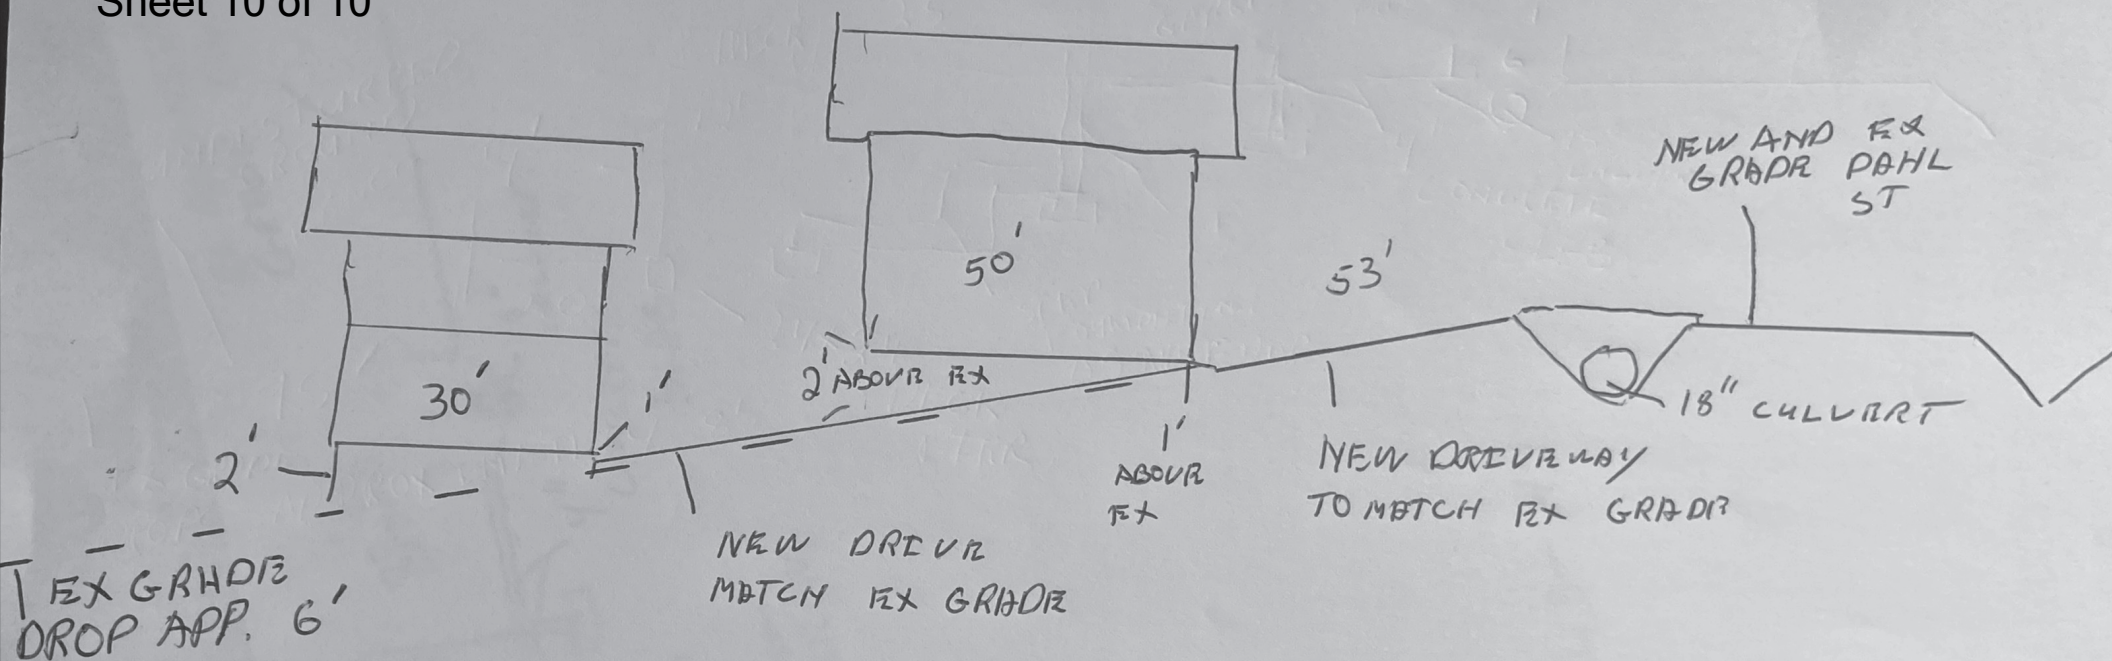 Sheet 10 of 10
NEW AND EX
GRADE DAHL
ST
50'
53'
30'
1'
2' ABOVE EX
18" CULVERT
2'
1'
ABOVE
EX
NEW DRIVEWAY
TO MATCH EX GRADE
NEW DRIVE
MATCH EX GRADE
EX GRADE
DROP APP. 6'